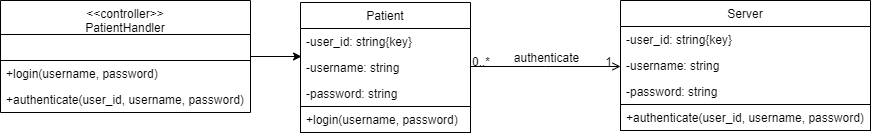 <<controller>>
PatientHandler
+login(username, password)
+authenticate(user_id, username, password)
Patient
-user_id: string{key}
-username: string
-password: string
+login(username, password)
0..*
authenticate
1
Server
-user_id: string{key}
-username: string
-password: string
+authenticate(user_id, username, password)